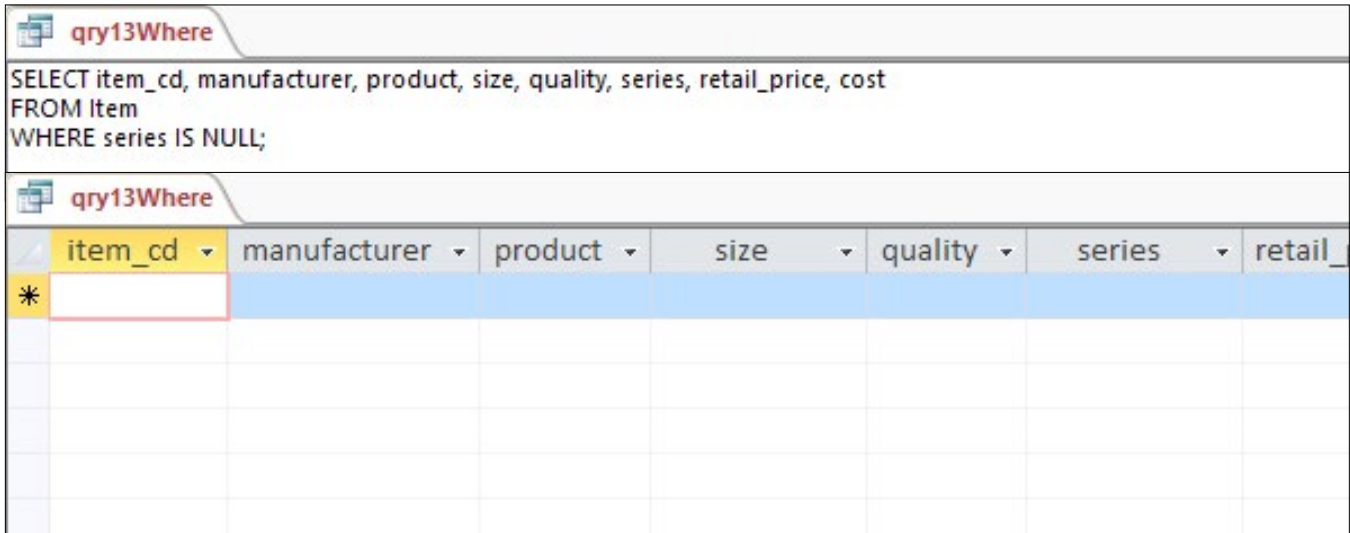 qry13Where
SELECT item_cd, manufacturer, product, size, quality, series, retail_price, cost
FROM Item
WHERE series IS NULL;
qry13Where
item_cd manufacturer product size quality series retail_
*